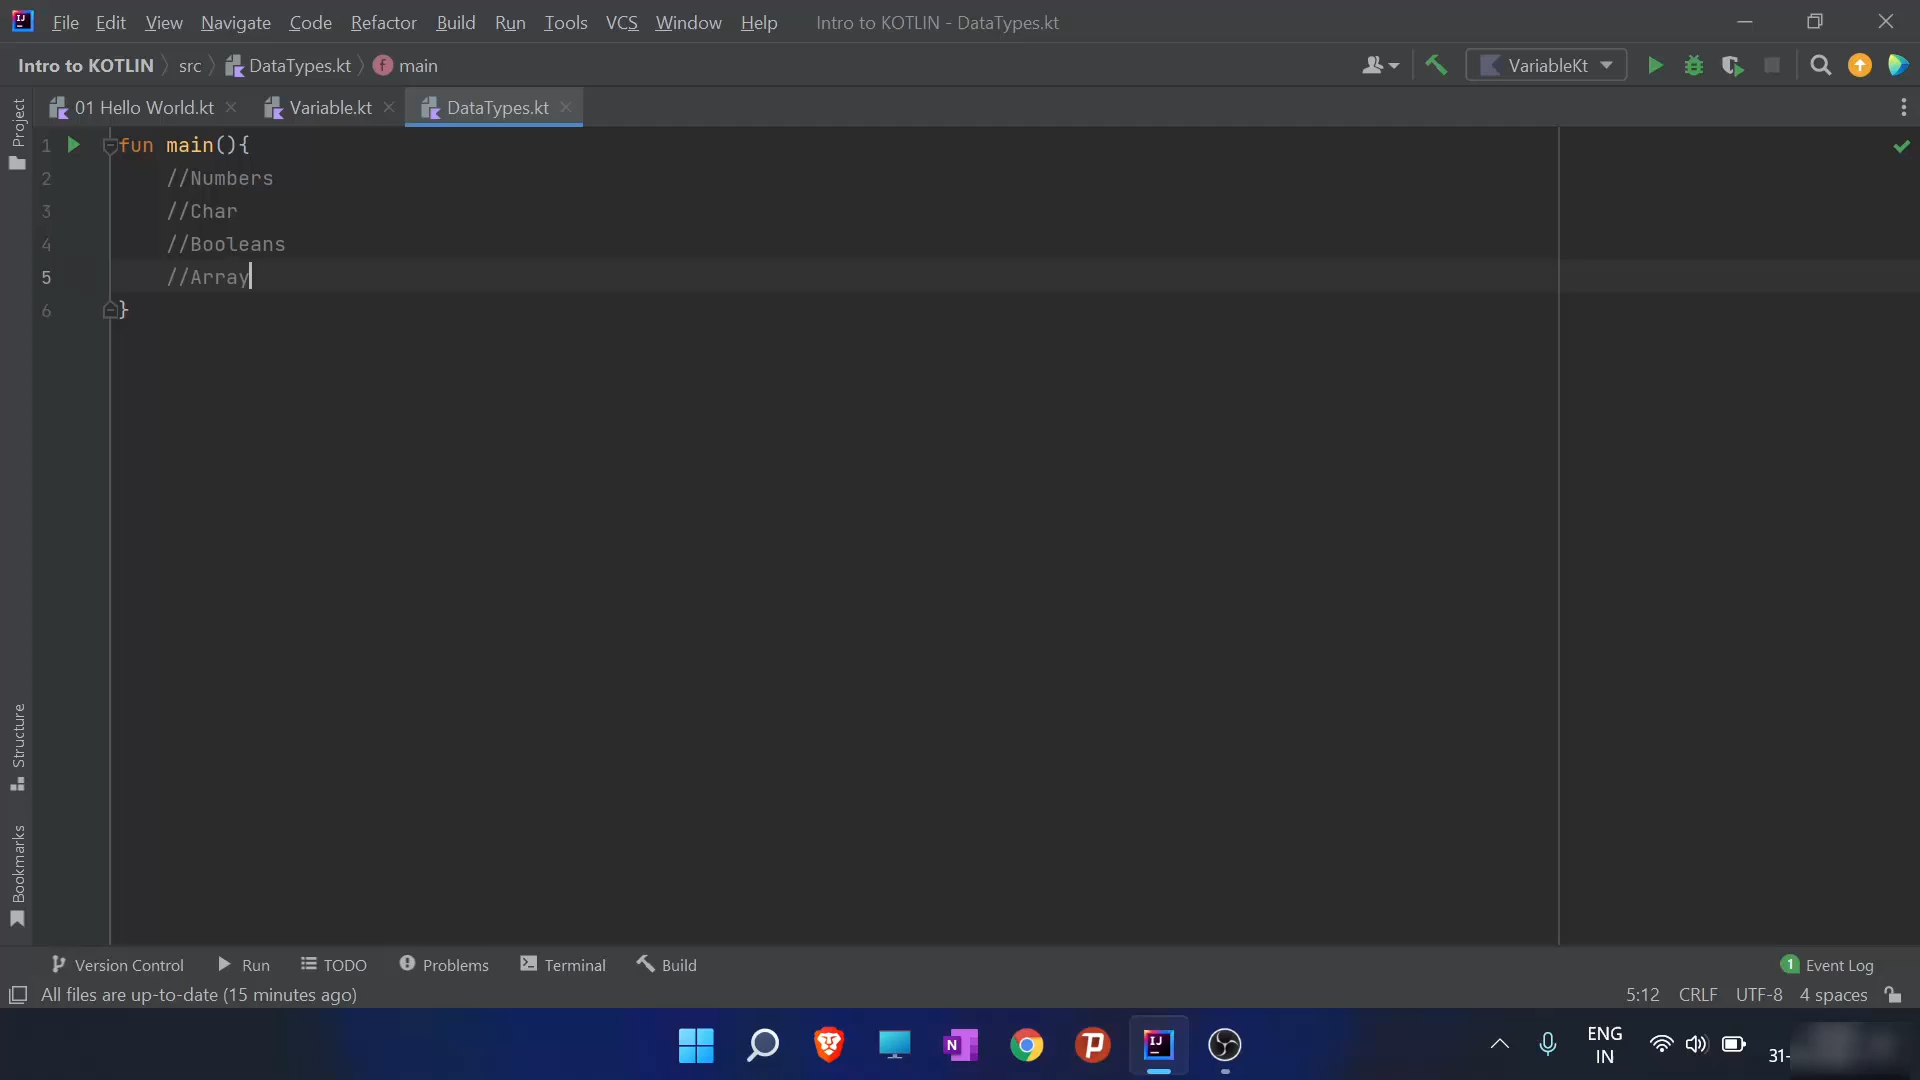 File Edit View Navigate Code Refactor Build Run Tools VCS Window Help Intro to KOTLIN - DataTypes.kt
Intro to KOTLIN src DataTypes.kt f main VariableKt
01 Hello World.kt Variable.kt DataTypes.kt
Project
1 fun main(){
2 //Numbers
3 //Char
4 //Booleans
5 //Array
6 }
Structure
Bookmarks
Version Control Run TODO Problems Terminal Build 1 Event Log
All files are up-to-date (15 minutes ago) 5:12 CRLF UTF-8 4 spaces
ENG
IN
31-